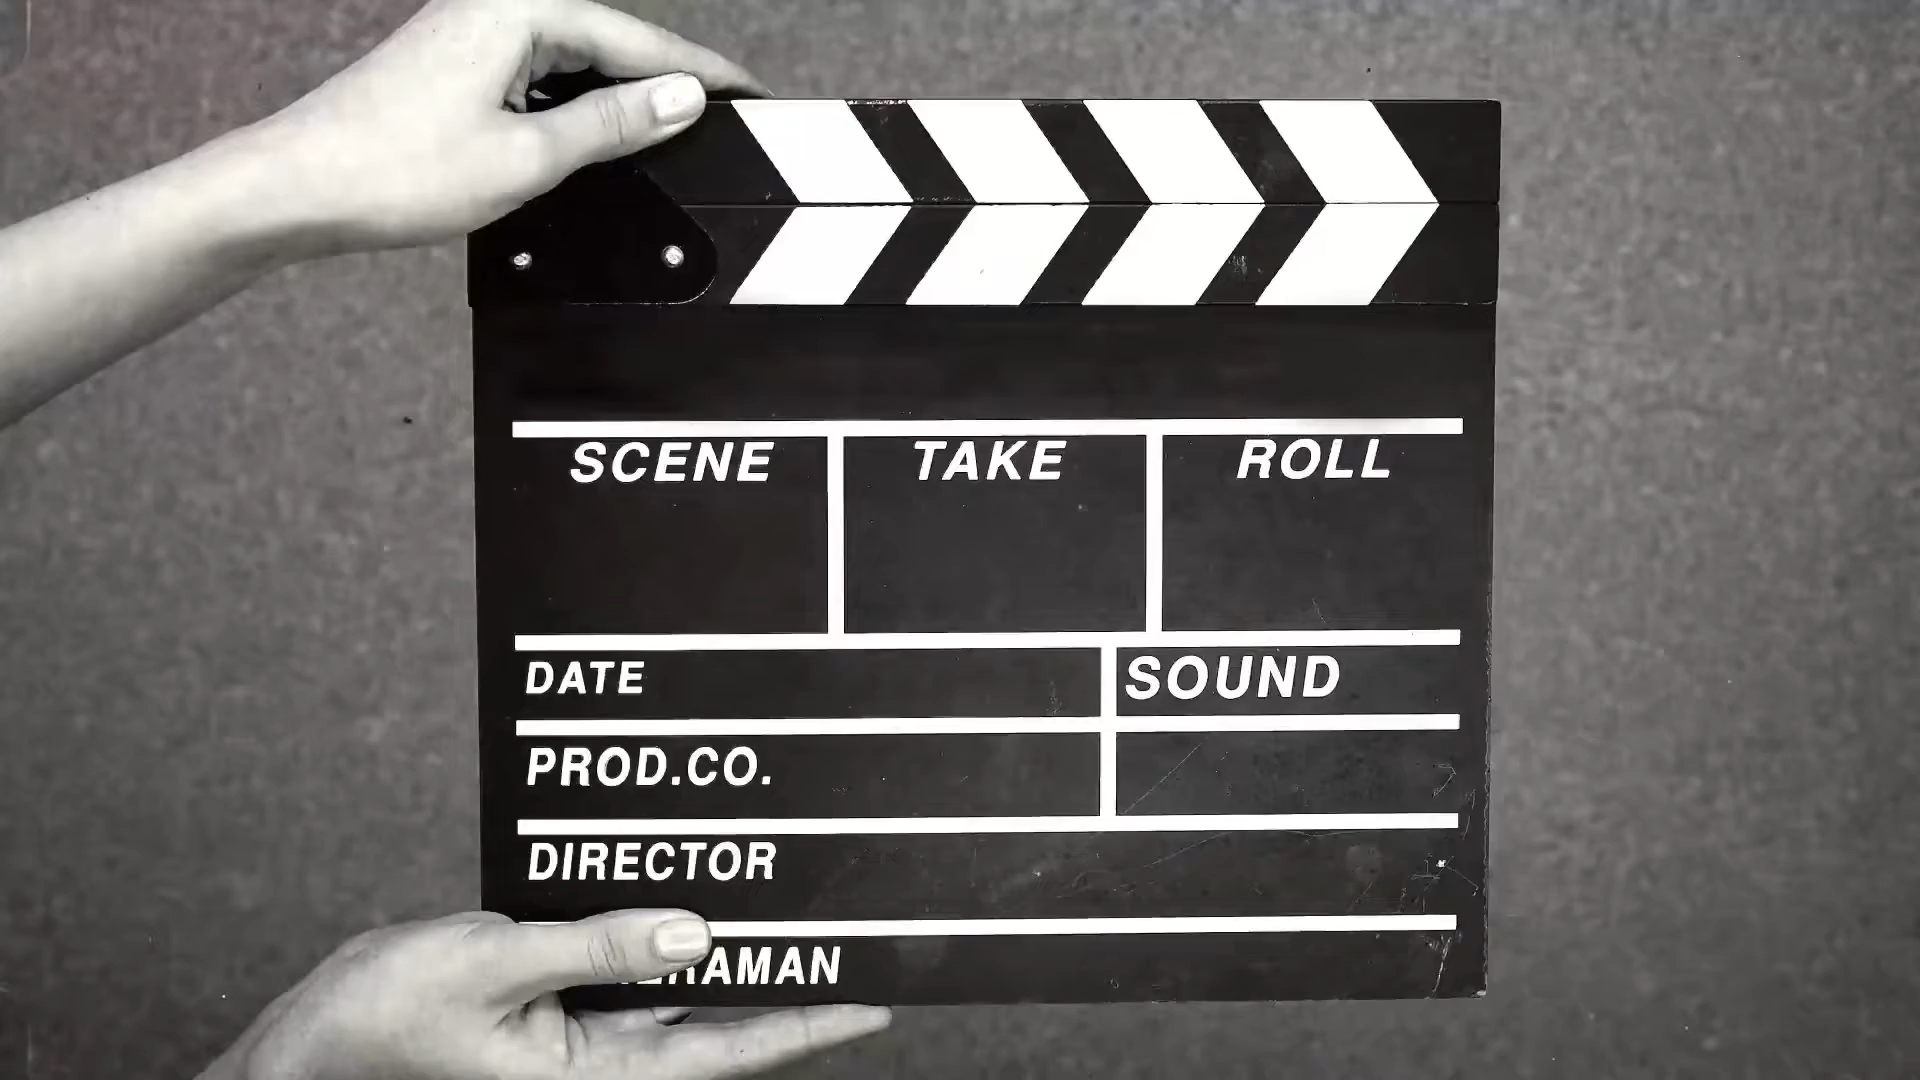 SCENE TAKE ROLL
DATE SOUND
PROD.CO.
DIRECTOR